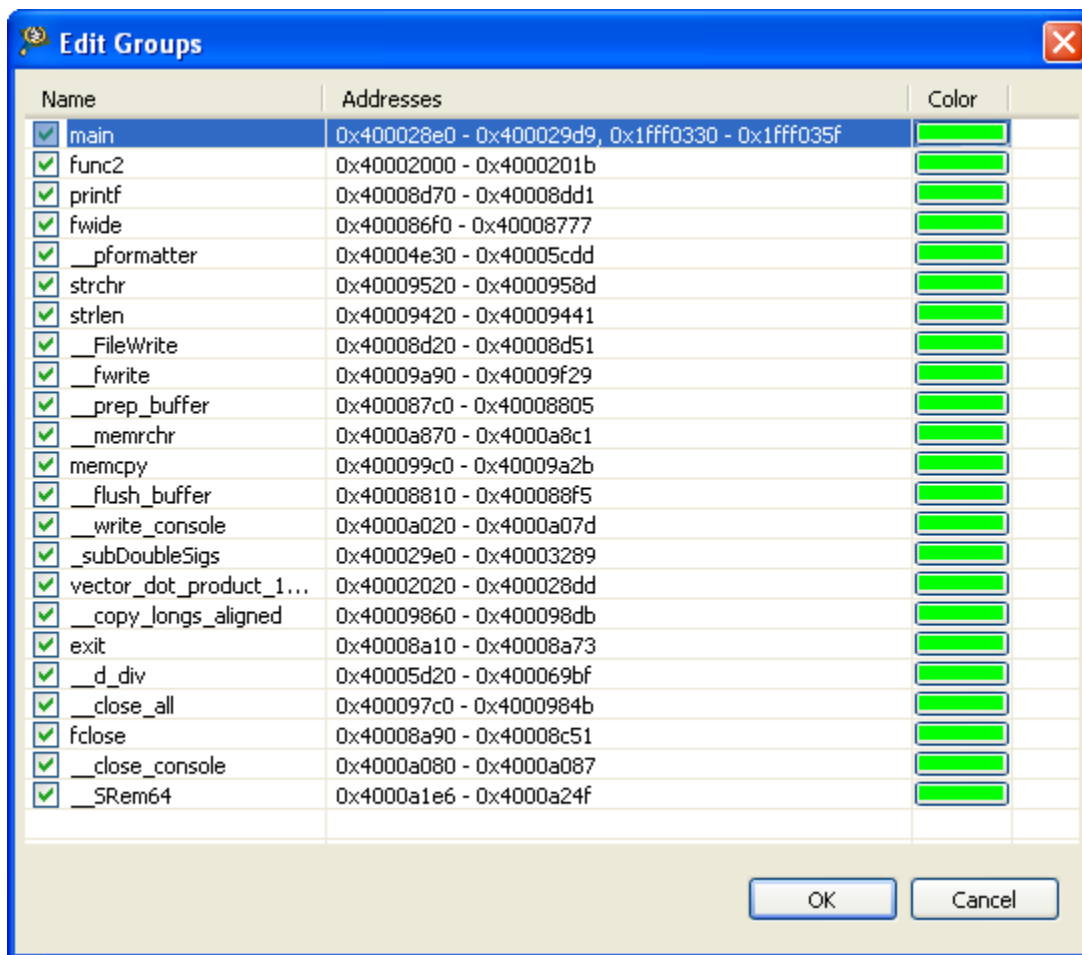 Edit Groups
Name Addresses Color
main 0x400028e0 - 0x400029d9, 0x1fff0330 - 0x1fff035f
func2 0x40002000 - 0x4000201b
printf 0x40008d70 - 0x40008dd1
fwide 0x400086f0 - 0x40008777
__pformatter 0x40004e30 - 0x40005cdd
strchr 0x40009520 - 0x4000958d
strlen 0x40009420 - 0x40009441
__FileWrite 0x40008d20 - 0x40008d51
__fwrite 0x40009a90 - 0x40009f29
__prep_buffer 0x400087c0 - 0x40008805
__memrchr 0x4000a870 - 0x4000a8c1
memcpy 0x400099c0 - 0x40009a2b
__flush_buffer 0x40008810 - 0x400088f5
__write_console 0x4000a020 - 0x4000a07d
_subDoubleSigs 0x400029e0 - 0x40003289
vector_dot_product_1... 0x40002020 - 0x400028dd
__copy_longs_aligned 0x40009860 - 0x400098db
exit 0x40008a10 - 0x40008a73
__d_div 0x40005d20 - 0x400069bf
__close_all 0x400097c0 - 0x4000984b
fclose 0x40008a90 - 0x40008c51
__close_console 0x4000a080 - 0x4000a087
__SRem64 0x4000a1e6 - 0x4000a24f
OK Cancel